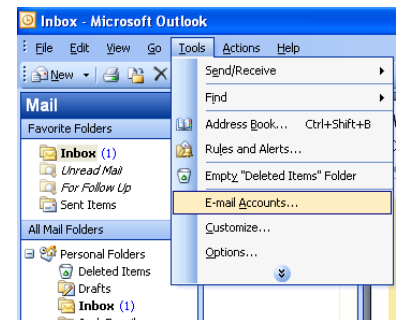 Inbox - Microsoft Outlook
File Edit View Go Tools Actions Help
New
Send/Receive
Find
Address Book... Ctrl+Shift+B
Rules and Alerts...
Empty "Deleted Items" Folder
E-mail Accounts...
Customize...
Options...
Mail
Favorite Folders
Inbox (1)
Unread Mail
For Follow Up
Sent Items
All Mail Folders
Personal Folders
Deleted Items
Drafts
Inbox (1)